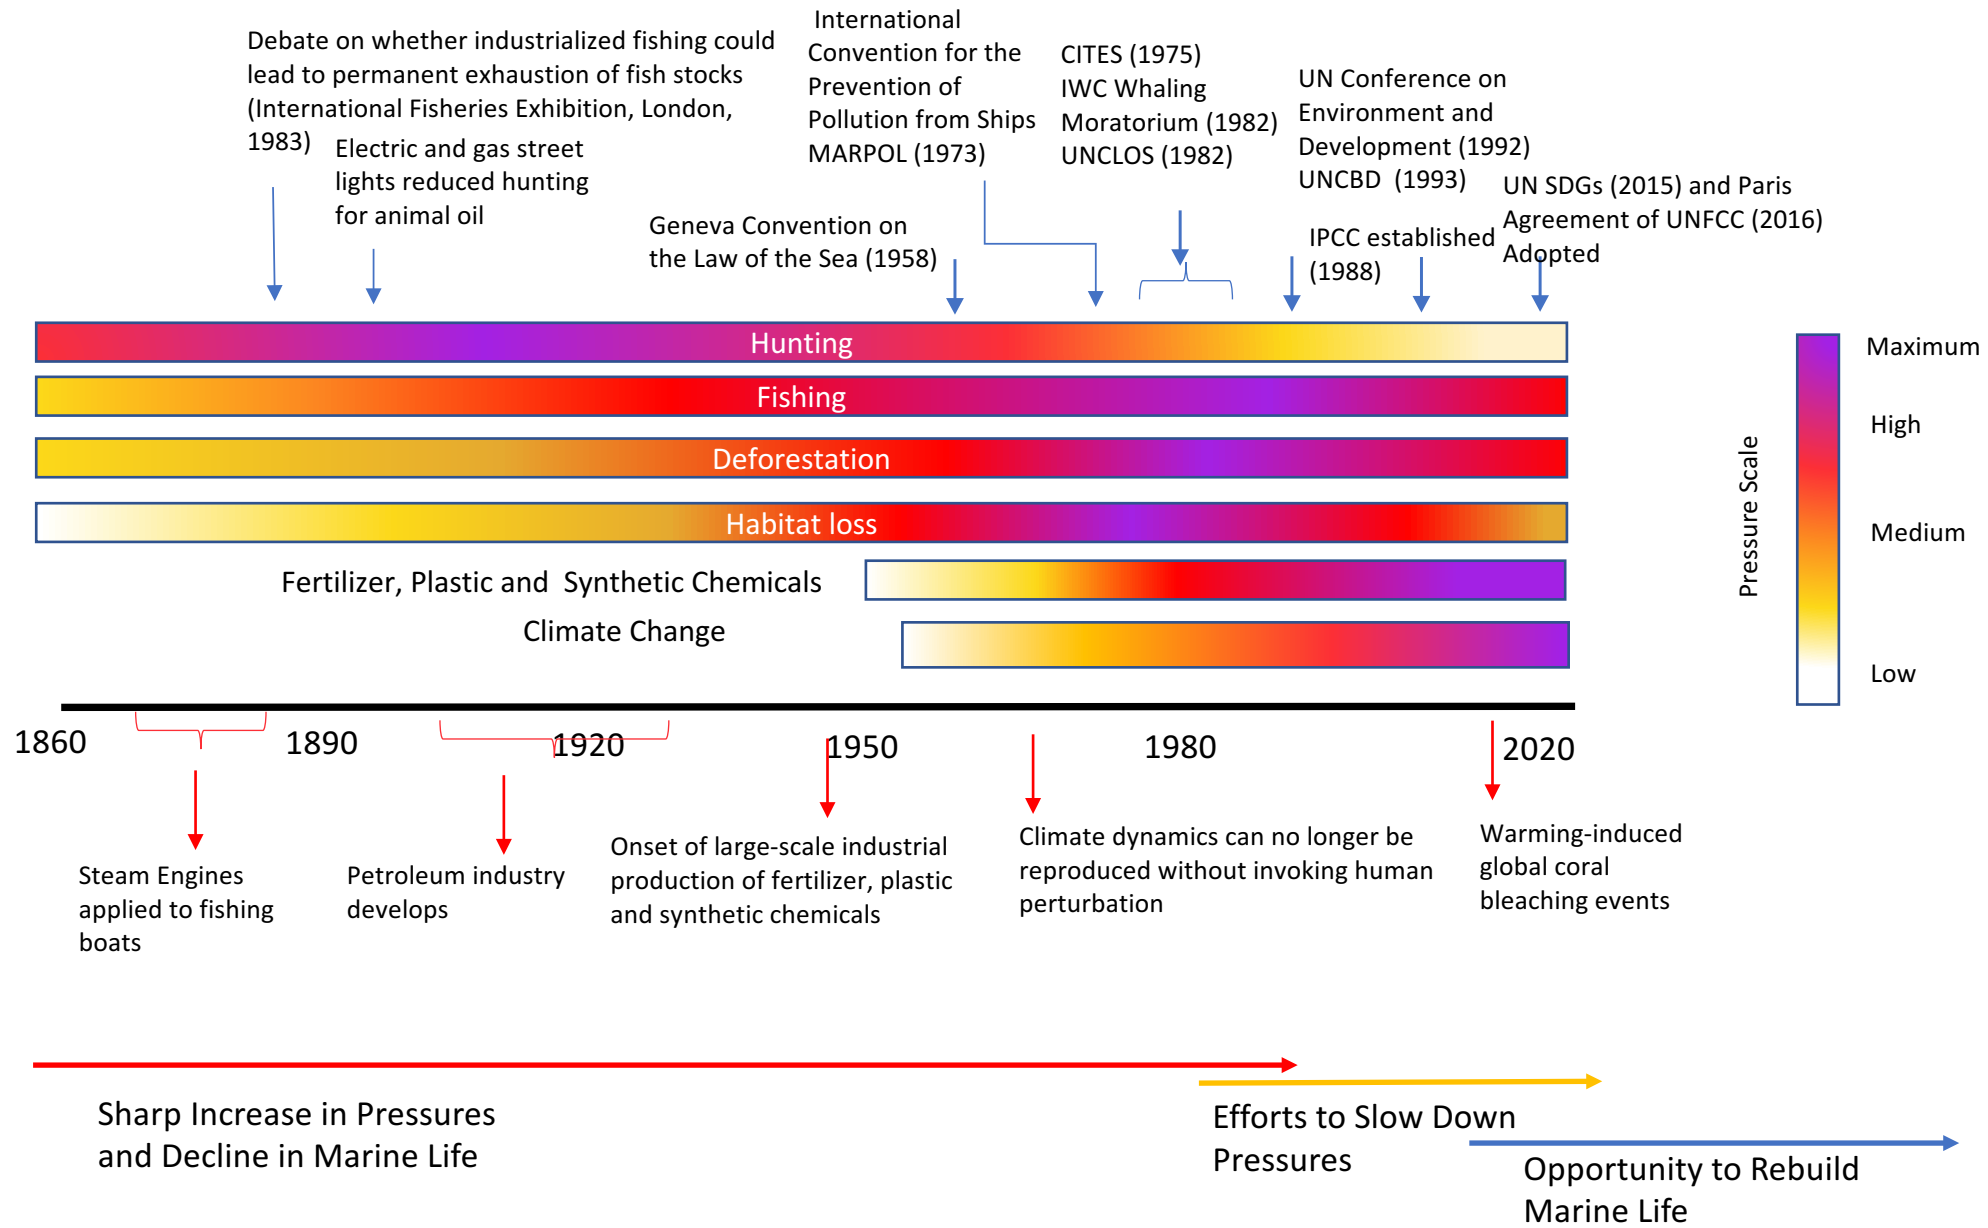 Debate on whether industrialized fishing could
lead to permanent exhaustion of fish stocks
(International Fisheries Exhibition, London,
1983)
Electric and gas street
lights reduced hunting
for animal oil
Geneva Convention on
the Law of the Sea (1958)
International
Convention for the
Prevention of
Pollution from Ships
MARPOL (1973)
CITES (1975)
IWC Whaling
Moratorium (1982)
UNCLOS (1982)
UN Conference on
Environment and
Development (1992)
UNCBD (1993)
IPCC established
(1988)
UN SDGs (2015) and Paris
Agreement of UNFCC (2016)
Adopted
Hunting
Fishing
Deforestation
Habitat loss
Fertilizer, Plastic and Synthetic Chemicals
Climate Change
Pressure Scale
Maximum
High
Medium
Low
1860
1890
1920
1950
1980
2020
Steam Engines
applied to fishing
boats
Petroleum industry
develops
Onset of large-scale industrial
production of fertilizer, plastic
and synthetic chemicals
Climate dynamics can no longer be
reproduced without invoking human
perturbation
Warming-induced
global coral
bleaching events
Sharp Increase in Pressures
and Decline in Marine Life
Efforts to Slow Down
Pressures
Opportunity to Rebuild
Marine Life